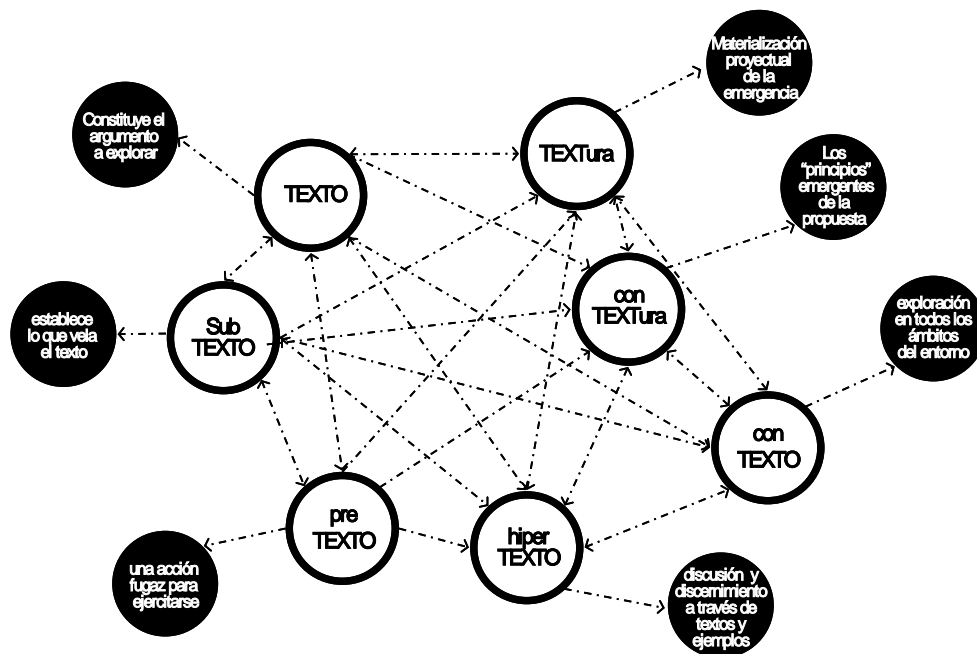 Materialización
proyectual
de la
emergencia
Constituye el
argumento
a explorar
TEXTura
TEXTO
Los
"principios"
emergentes
de la
propuesta
con
TEXTura
establece
lo que vela
el texto
Sub
TEXTO
exploración
en todos los
ámbitos
del entorno
con
TEXTO
pre
TEXTO
hiper
TEXTO
una acción
fugaz para
ejercitarse
discusión y
discernimiento
a través de
textos y
ejemplos